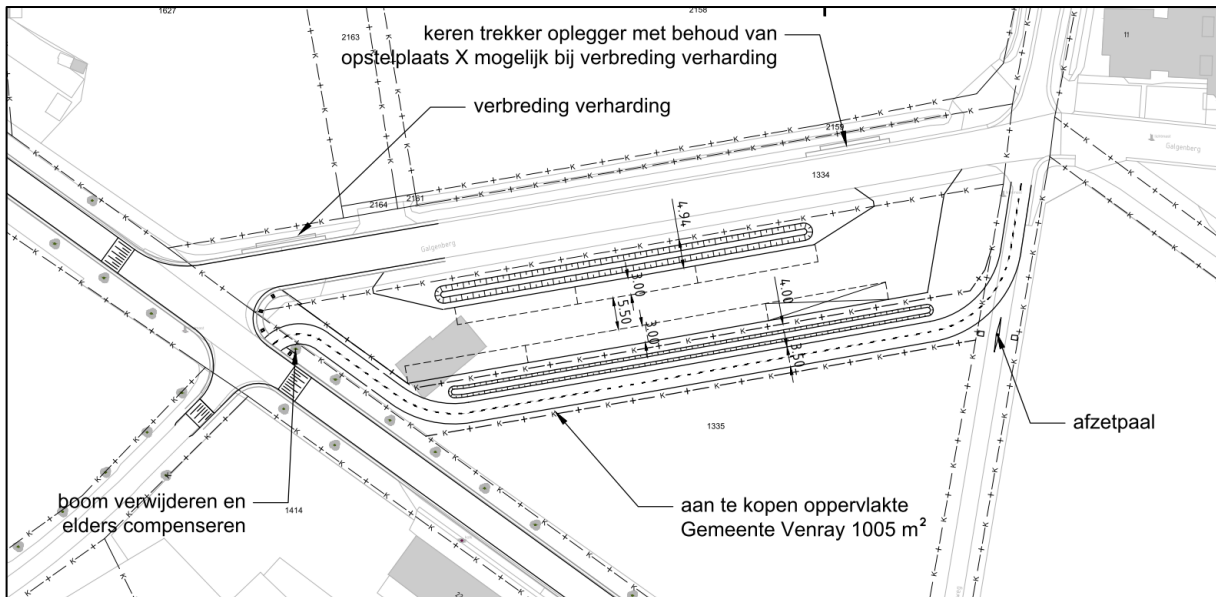 1627
2158
2163
11
keren trekker oplegger met behoud van
opstelplaats X mogelijk bij verbreding verharding
verbreding verharding
2159
Galgenberg
1334
2164
2161
Galgenberg
4.94
3.00
5.50
3.00
4.00
3.50
1335
afzetpaal
boom verwijderen en
elders compenseren
1414
aan te kopen oppervlakte
Gemeente Venray 1005 m²
23